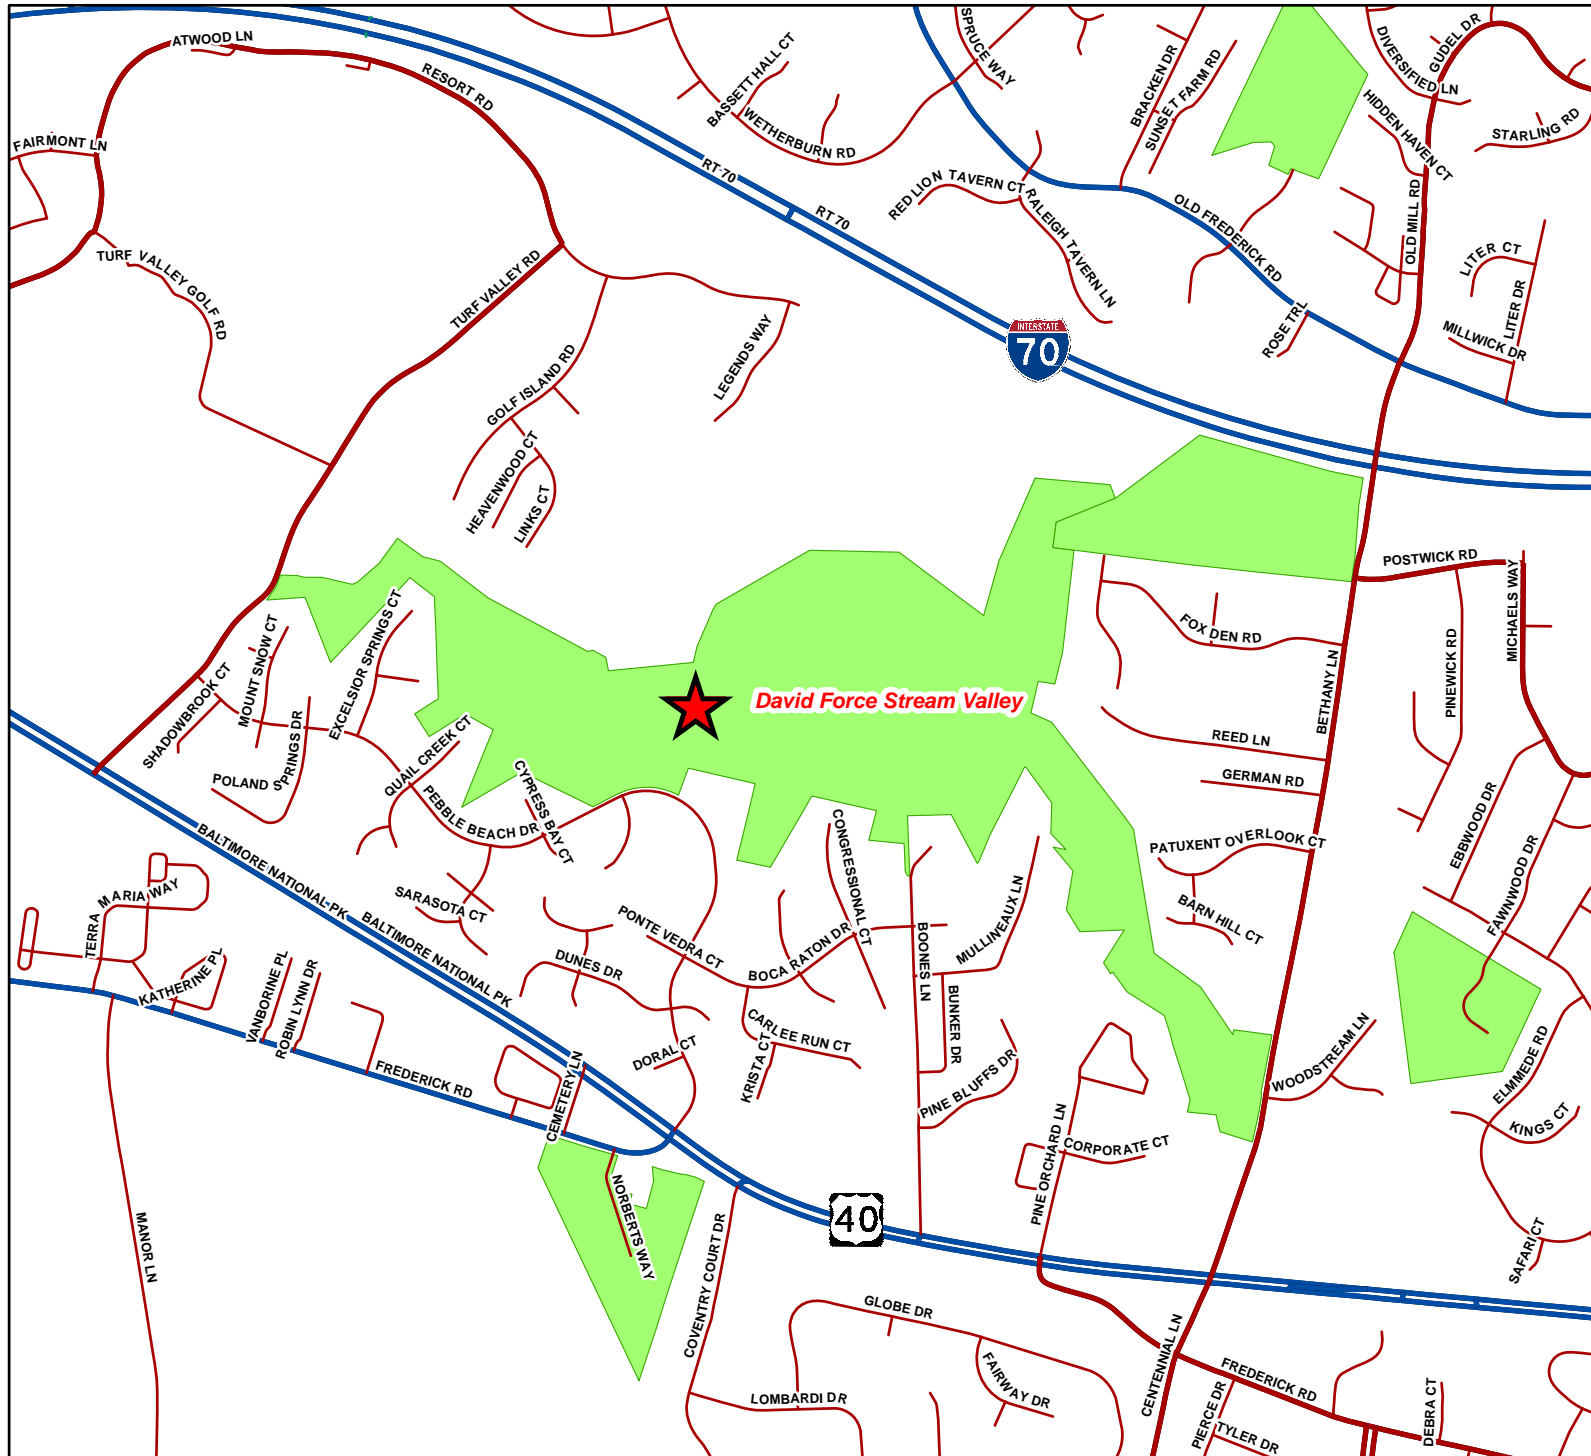 ATWOOD LN
RESORT RD
FAIRMONT LN
TURF VALLEY GOLF RD
TURF VALLEY RD
BASSETT HALL CT
WETHERBURN RD
SPRUCE WAY
BRACKEN DR
SUNSET FARM RD
DIVERSIFIED LN
GUDEL DR
HIDDEN HAVEN CT
STARLING RD
RT 70
RT 70
RED LION TAVERN CT
RALEIGH TAVERN LN
OLD FREDERICK RD
OLD MILL RD
LITER CT
LITER DR
MILLWICK DR
ROSE TRL
INTERSTATE
70
LEGENDS WAY
GOLF ISLAND RD
HEAVENWOOD CT
LINKS CT
POSTWICK RD
MICHAELS WAY
PINEWICK RD
FOX DEN RD
BETHANY LN
REED LN
GERMAN RD
PATUXENT OVERLOOK CT
BARN HILL CT
EBBWOOD DR
FAWNWOOD DR
David Force Stream Valley
EXCELSIOR SPRINGS CT
MOUNT SNOW CT
SHADOWBROOK CT
POLAND SPRINGS DR
QUAIL CREEK CT
PEBBLE BEACH DR
CYPRESS BAY CT
BALTIMORE NATIONAL PK
BALTIMORE NATIONAL PK
TERRA MARIA WAY
KATHERINE PL
VANBORINE PL
ROBIN LYNN DR
SARASOTA CT
DUNES DR
PONTE VEDRA CT
BOCA RATON DR
CONGRESSIONAL CT
BOONES LN
MULLINEAUX LN
BUNKER DR
CARLEE RUN CT
KRISTA CT
DORAL CT
PINE BLUFFS DR
FREDERICK RD
CEMETERY LN
NORBERTS WAY
PINE ORCHARD LN
CORPORATE CT
WOODSTREAM LN
ELMMEDE RD
KINGS CT
SAFARI CT
MANOR LN
40
COVENTRY COURT DR
GLOBE DR
FAIRWAY DR
LOMBARDI DR
CENTENNIAL LN
FREDERICK RD
PIERCE DR
TYLER DR
DEBRA CT